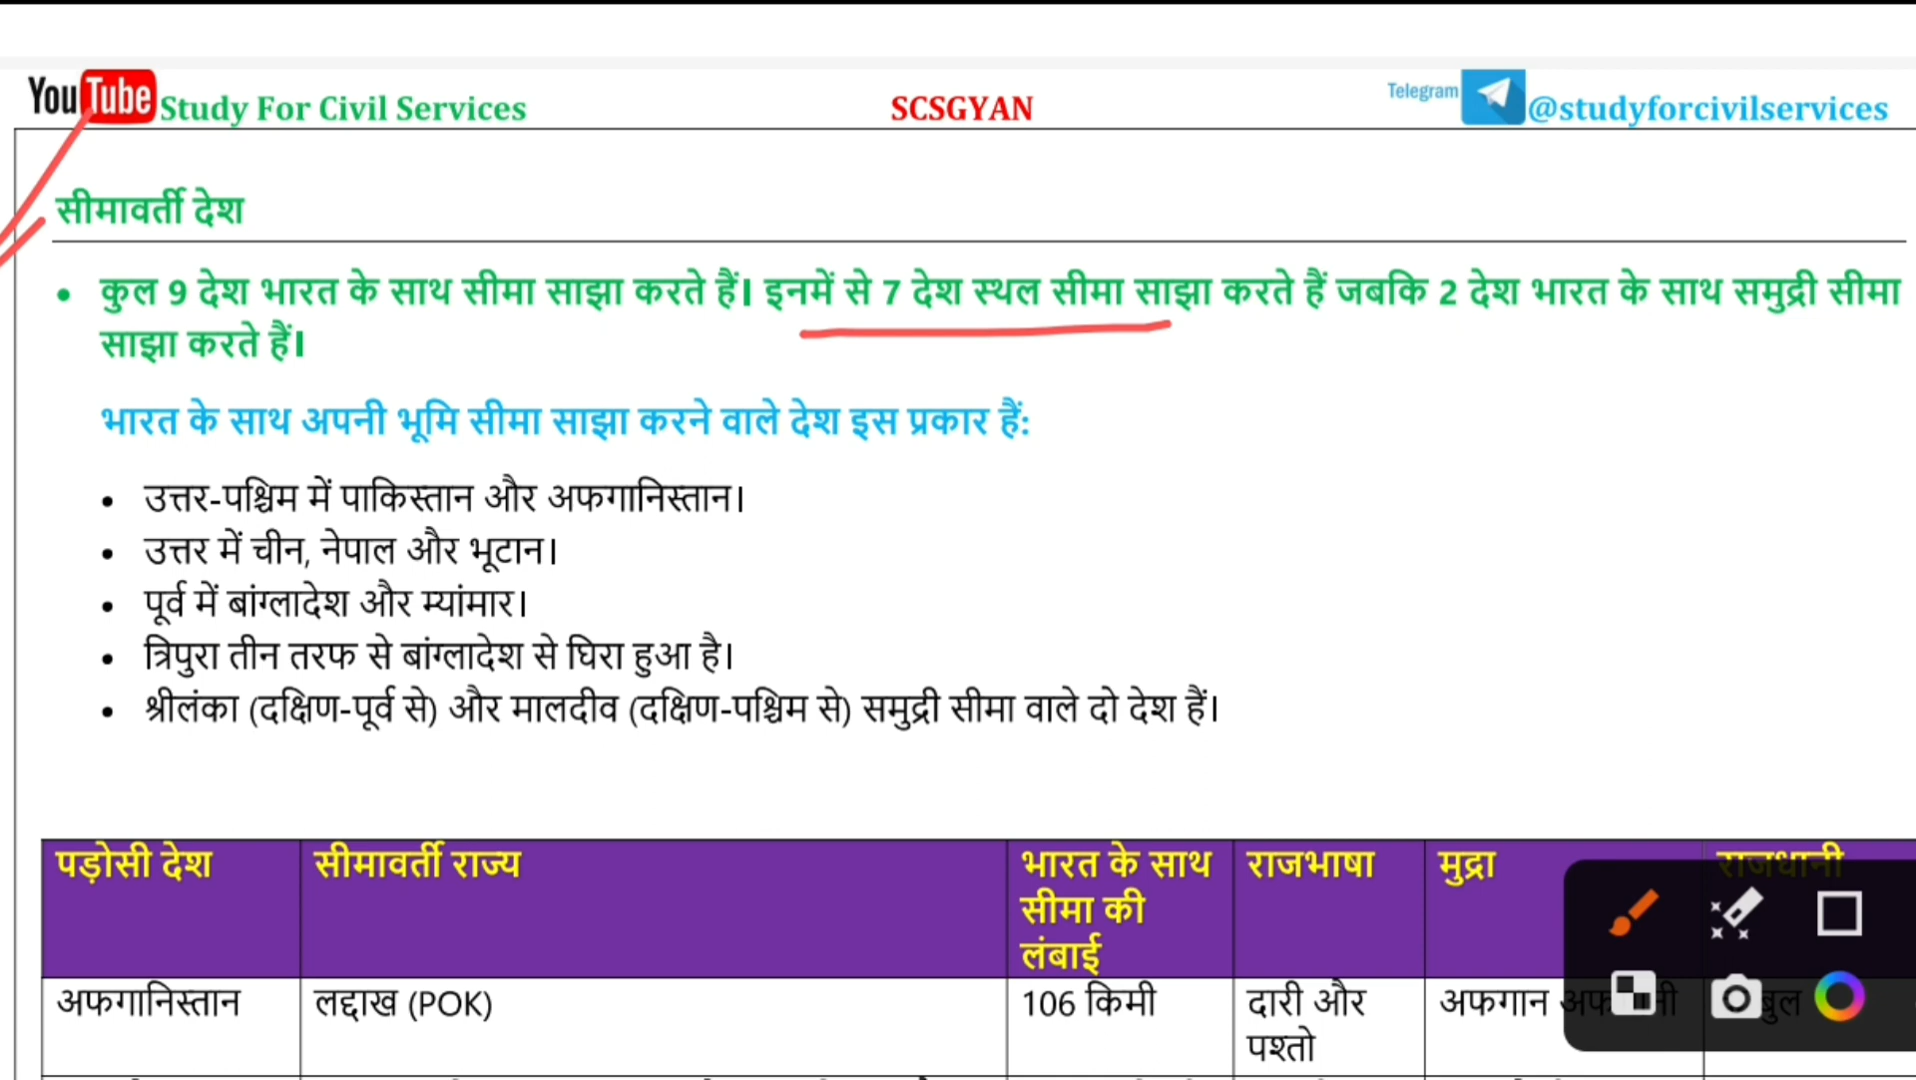 YouTube Study For Civil Services SCSGYAN Telegram @studyforcivilservices
सीमावर्ती देश
• कुल 9 देश भारत के साथ सीमा साझा करते हैं। इनमें से 7 देश स्थल सीमा साझा करते हैं जबकि 2 देश भारत के साथ समुद्री सीमा
साझा करते हैं।
भारत के साथ अपनी भूमि सीमा साझा करने वाले देश इस प्रकार हैं:
• उत्तर-पश्चिम में पाकिस्तान और अफगानिस्तान।
• उत्तर में चीन, नेपाल और भूटान।
• पूर्व में बांग्लादेश और म्यांमार।
• त्रिपुरा तीन तरफ से बांग्लादेश से घिरा हुआ है।
• श्रीलंका (दक्षिण-पूर्व से) और मालदीव (दक्षिण-पश्चिम से) समुद्री सीमा वाले दो देश हैं।
पड़ोसी देश सीमावर्ती राज्य भारत के साथ राजभाषा मुद्रा राजधानी
सीमा की
लंबाई
अफगानिस्तान लद्दाख (POK) 106 किमी दारी और अफगान
पश्तो